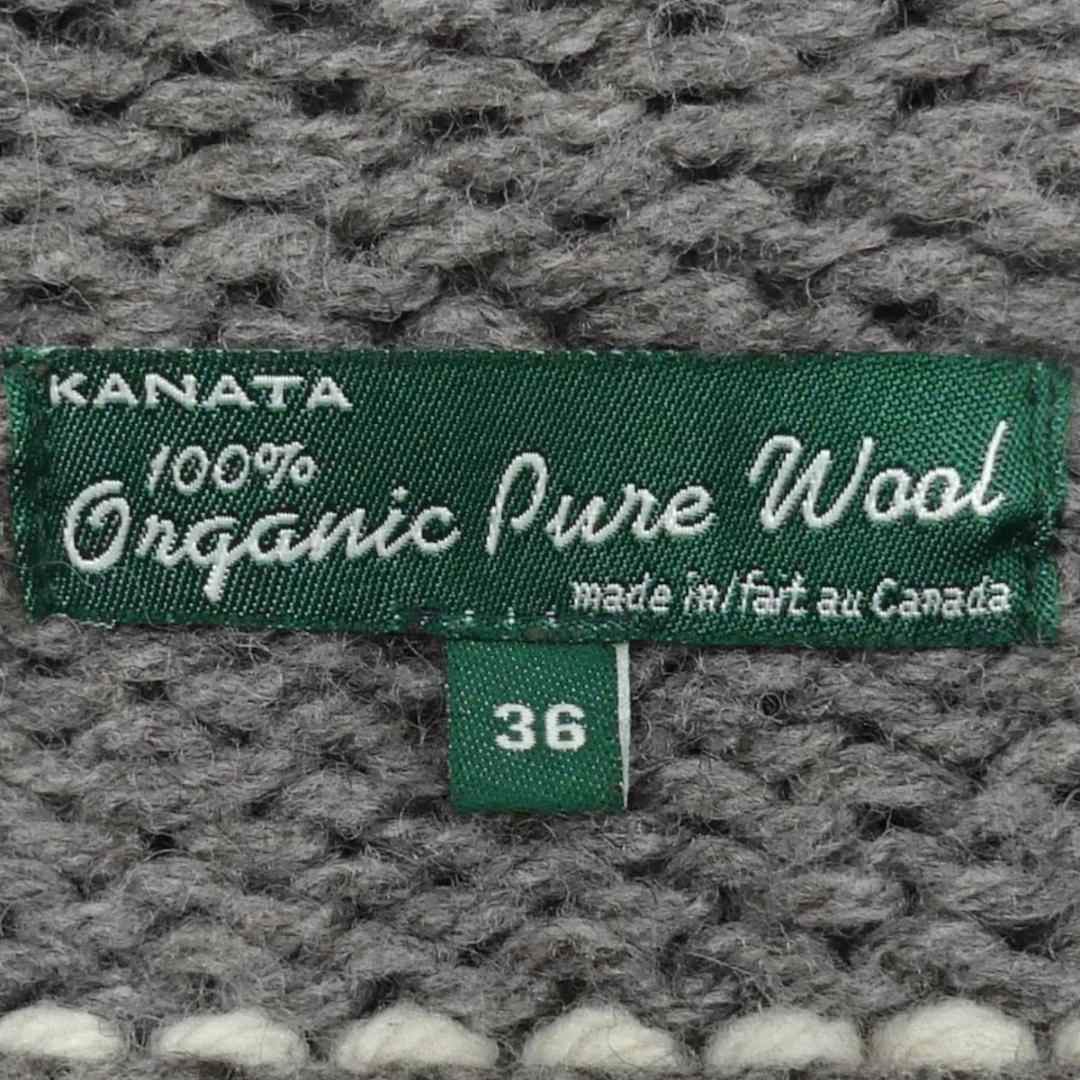 KANATA
100%
Organic Pure Wool
made in/fait au Canada
36